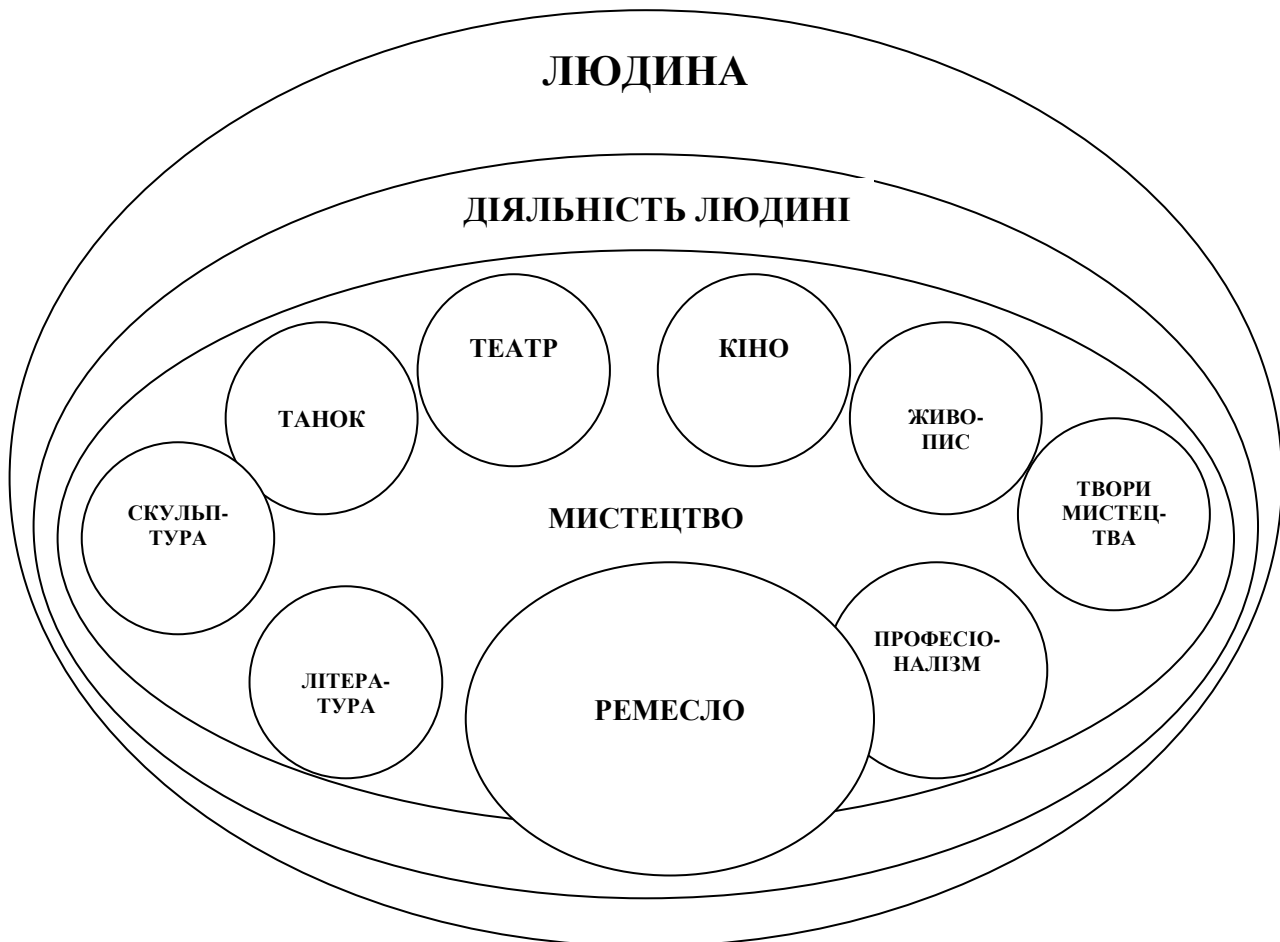 ЛЮДИНА
ДІЯЛЬНІСТЬ ЛЮДИНІ
ТЕАТР
КІНО
ТАНОК
ЖИВО-
ПИС
СКУЛЬП-
ТУРА
МИСТЕЦТВО
ТВОРИ
МИСТЕЦ-
ТВА
ЛІТЕРА-
ТУРА
РЕМЕСЛО
ПРОФЕСІО-
НАЛІЗМ